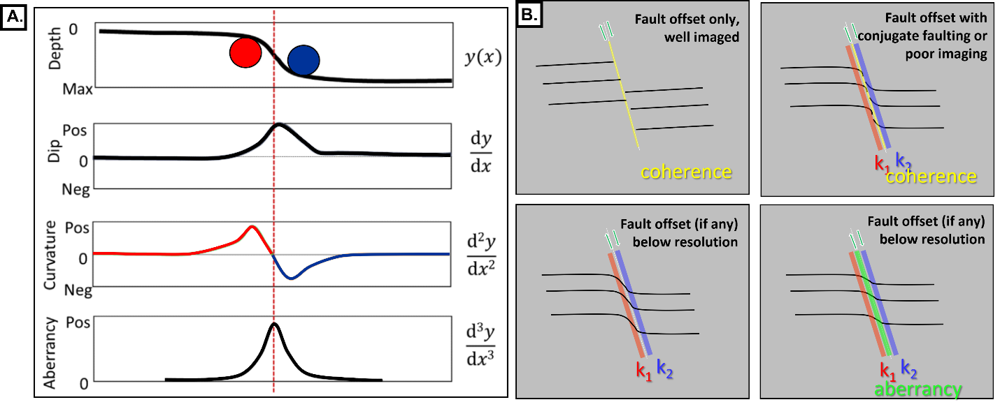 A.
Depth
0
Max
y(x)
Dip
Pos
0
Neg
dy
dx
Curvature
Pos
0
Neg
d²y
dx²
Aberrancy
Pos
0
d³y
dx³
B.
Fault offset only,
well imaged
coherence
Fault offset with
conjugate faulting or
poor imaging
k₁ k₂
coherence
Fault offset (if any)
below resolution
k₁ k₂
Fault offset (if any)
below resolution
k₁ k₂
aberrancy